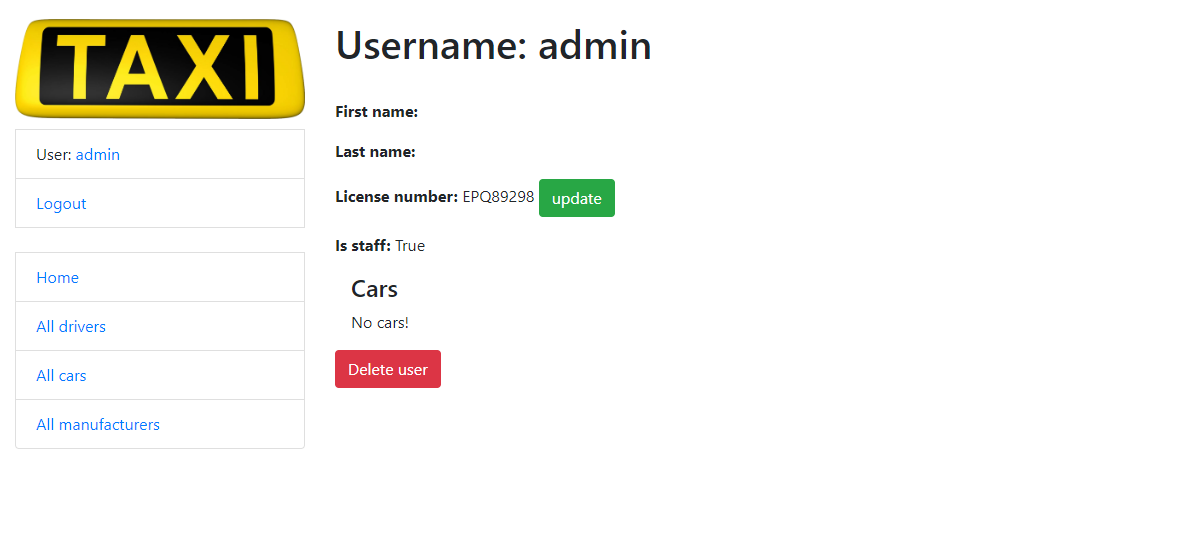 TAXI
User: admin
Logout
Home
All drivers
All cars
All manufacturers
Username: admin
First name:
Last name:
License number: EPQ89298 update
Is staff: True
Cars
No cars!
Delete user